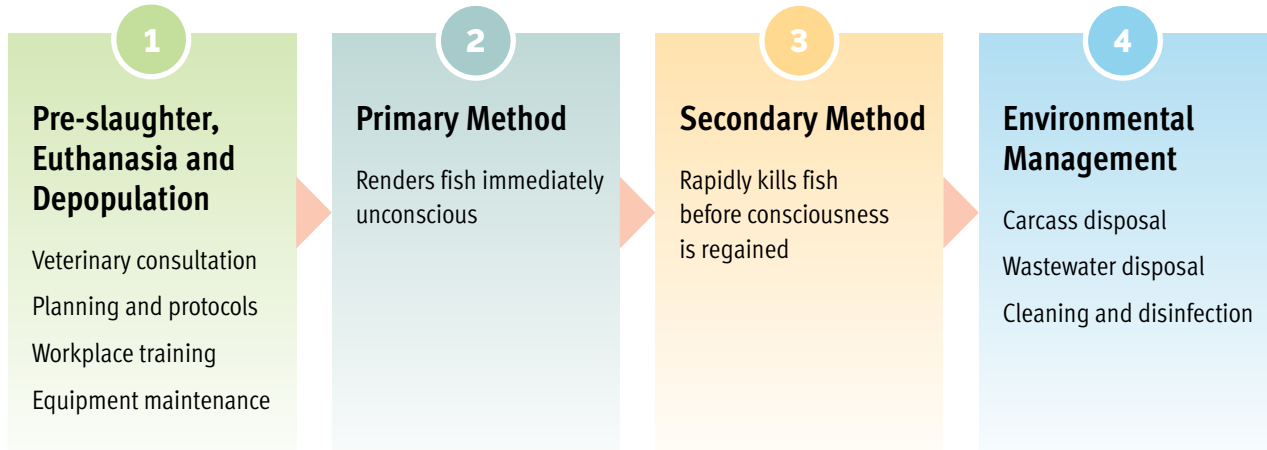 1
Pre-slaughter,
Euthanasia and
Depopulation
Veterinary consultation
Planning and protocols
Workplace training
Equipment maintenance
2
Primary Method
Renders fish immediately
unconscious
3
Secondary Method
Rapidly kills fish
before consciousness
is regained
4
Environmental
Management
Carcass disposal
Wastewater disposal
Cleaning and disinfection